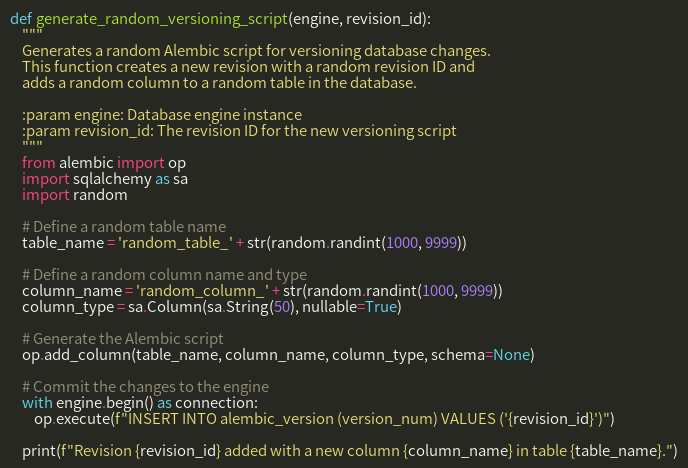 def generate_random_versioning_script(engine, revision_id):
    """
    Generates a random Alembic script for versioning database changes.
    This function creates a new revision with a random revision ID and
    adds a random column to a random table in the database.

    :param engine: Database engine instance
    :param revision_id: The revision ID for the new versioning script
    """
    from alembic import op
    import sqlalchemy as sa
    import random

    # Define a random table name
    table_name = 'random_table_' + str(random.randint(1000, 9999))

    # Define a random column name and type
    column_name = 'random_column_' + str(random.randint(1000, 9999))
    column_type = sa.Column(sa.String(50), nullable=True)

    # Generate the Alembic script
    op.add_column(table_name, column_name, column_type, schema=None)

    # Commit the changes to the engine
    with engine.begin() as connection:
        op.execute(f"INSERT INTO alembic_version (version_num) VALUES ('{revision_id}')")

    print(f"Revision {revision_id} added with a new column {column_name} in table {table_name}.")